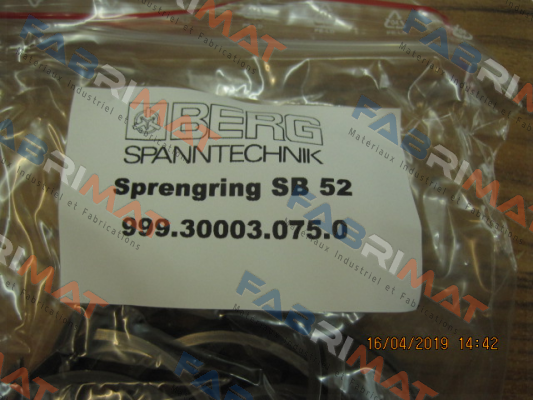 BERG
SPANNTECHNIK
Sprengring SB 52
999.30003.075.0
16/04/2019 14:42
FABRIMAT
Matériaux Industriel et Fabrications